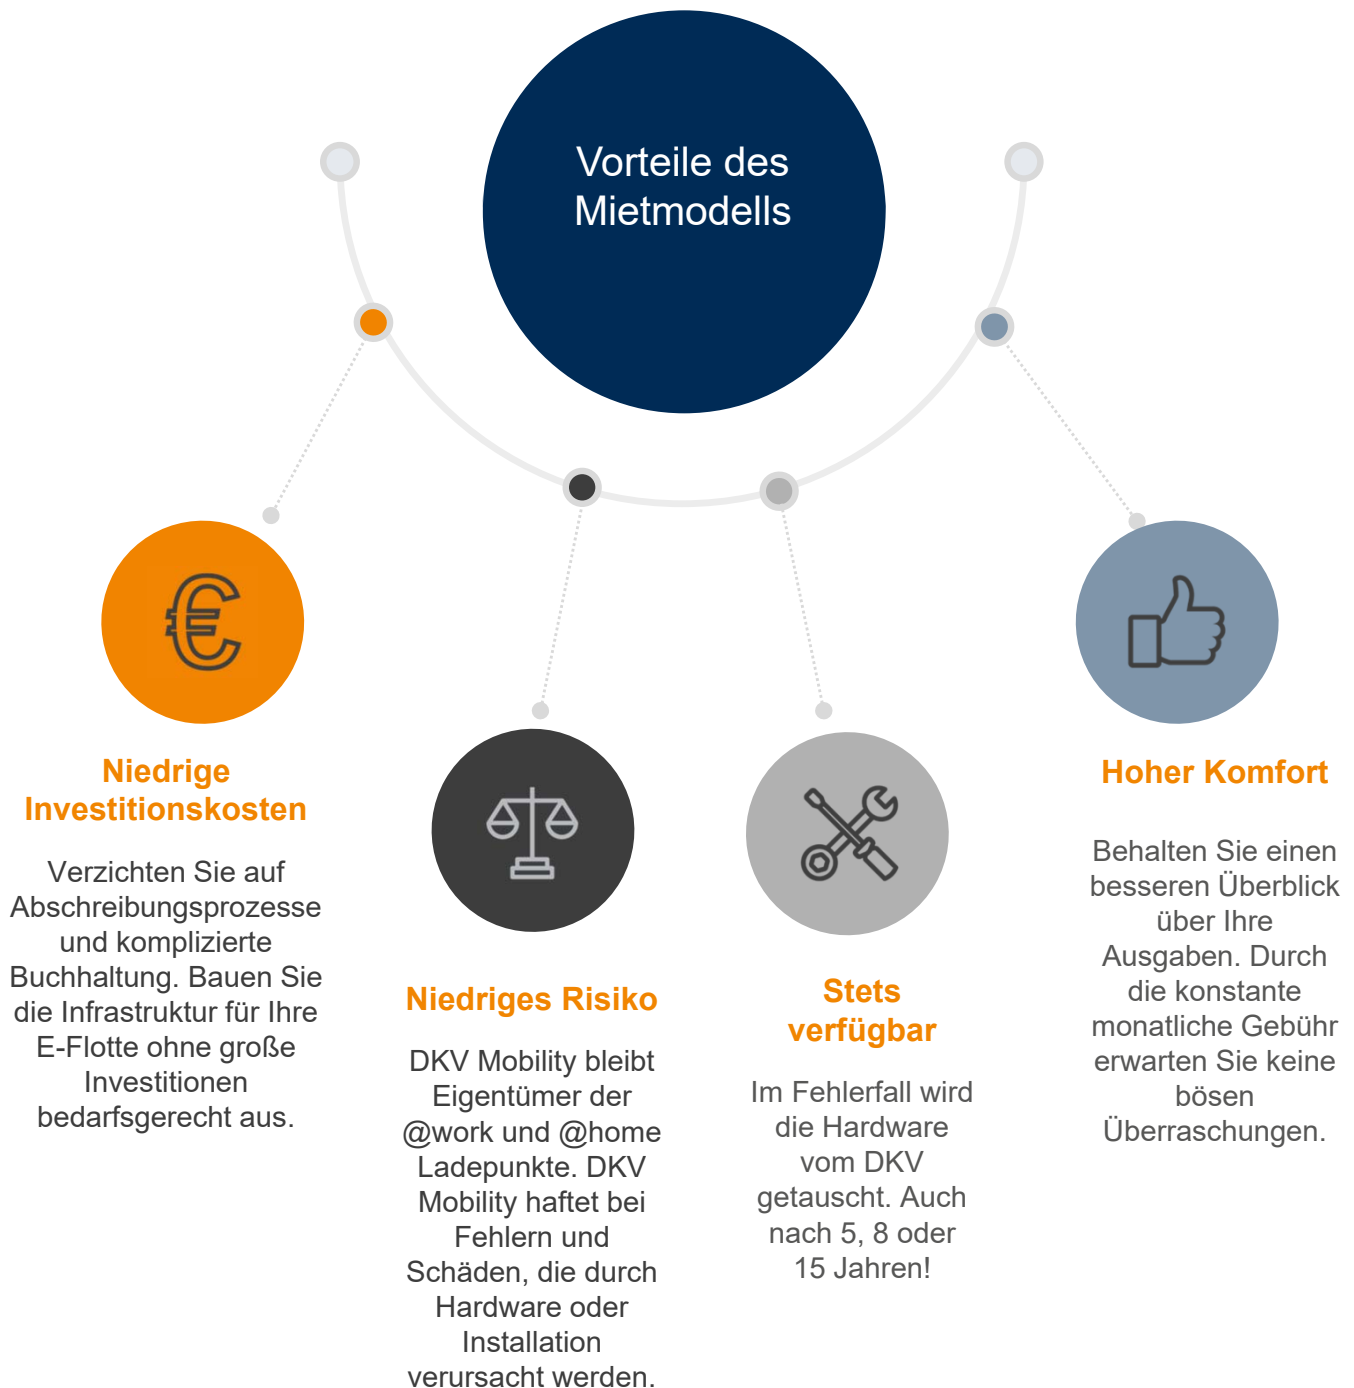 Vorteile des
Mietmodells
Niedrige
Investitionskosten
Verzichten Sie auf
Abschreibungsprozesse
und komplizierte
Buchhaltung. Bauen Sie
die Infrastruktur für Ihre
E-Flotte ohne große
Investitionen
bedarfsgerecht aus.
Niedriges Risiko
DKV Mobility bleibt
Eigentümer der
@work und @home
Ladepunkte. DKV
Mobility haftet bei
Fehlern und
Schäden, die durch
Hardware oder
Installation
verursacht werden.
Stets
verfügbar
Im Fehlerfall wird
die Hardware
vom DKV
getauscht. Auch
nach 5, 8 oder
15 Jahren!
Hoher Komfort
Behalten Sie einen
besseren Überblick
über Ihre
Ausgaben. Durch
die konstante
monatliche Gebühr
erwarten Sie keine
bösen
Überraschungen.